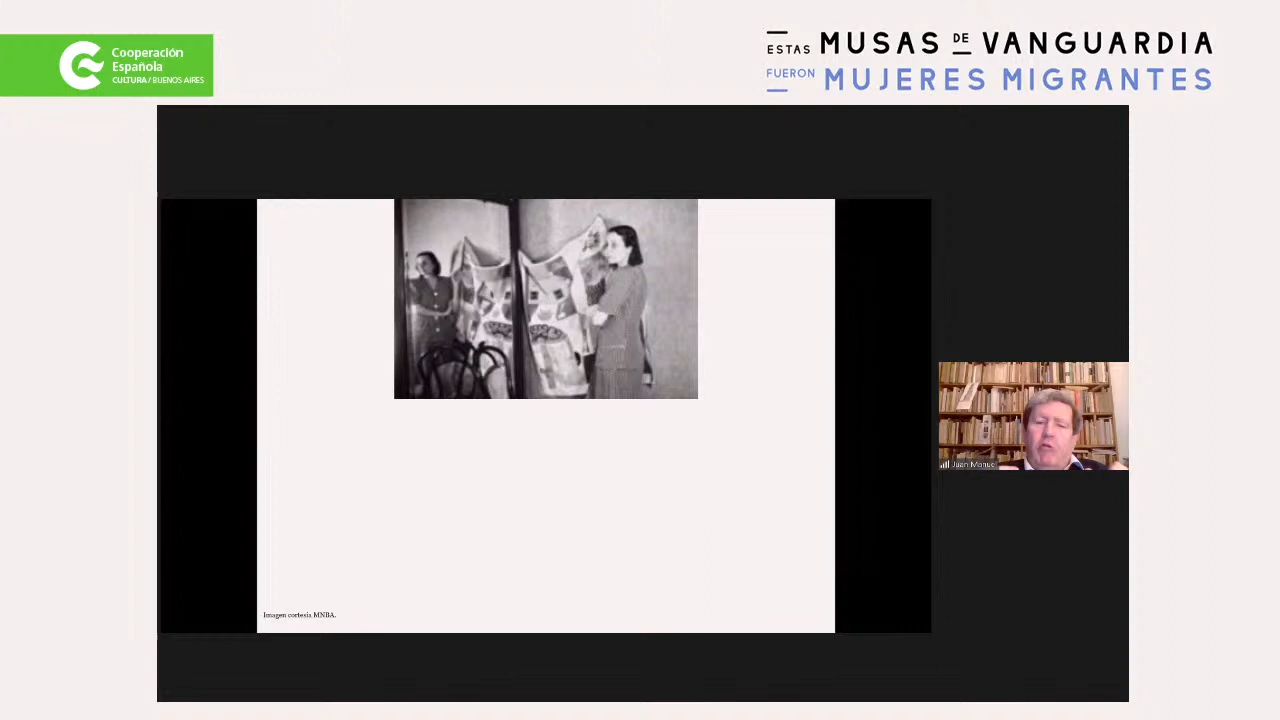 Cooperación
Española
CULTURA / BUENOS AIRES
ESTAS MUSAS DE VANGUARDIA
FUERON MUJERES MIGRANTES
Juan Manuel
Imagen cortesía MNBA.